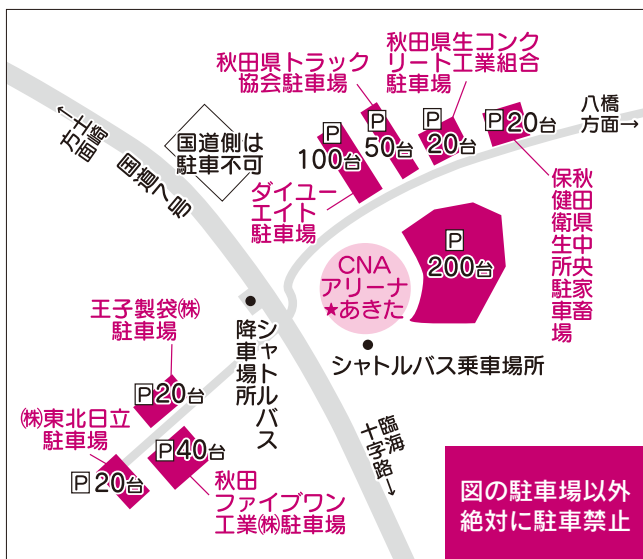 秋田県トラック
協会駐車場
秋田県生コンク
リート工業組合
駐車場
八橋
方面→
←土崎
方面
国道7号
国道側は
駐車不可
P
100台
P
50台
P
20台
P20台
ダイユー
エイト
駐車場
秋田県中央家畜
保健衛生所駐車場
P
200台
CNA
アリーナ
★あきた
シャトルバス乗車場所
シャトルバス
降車場所
王子製袋㈱
駐車場
P20台
㈱東北日立
駐車場
P20台
P40台
秋田
ファイブワン
工業㈱駐車場
臨海
十字路→
図の駐車場以外
絶対に駐車禁止